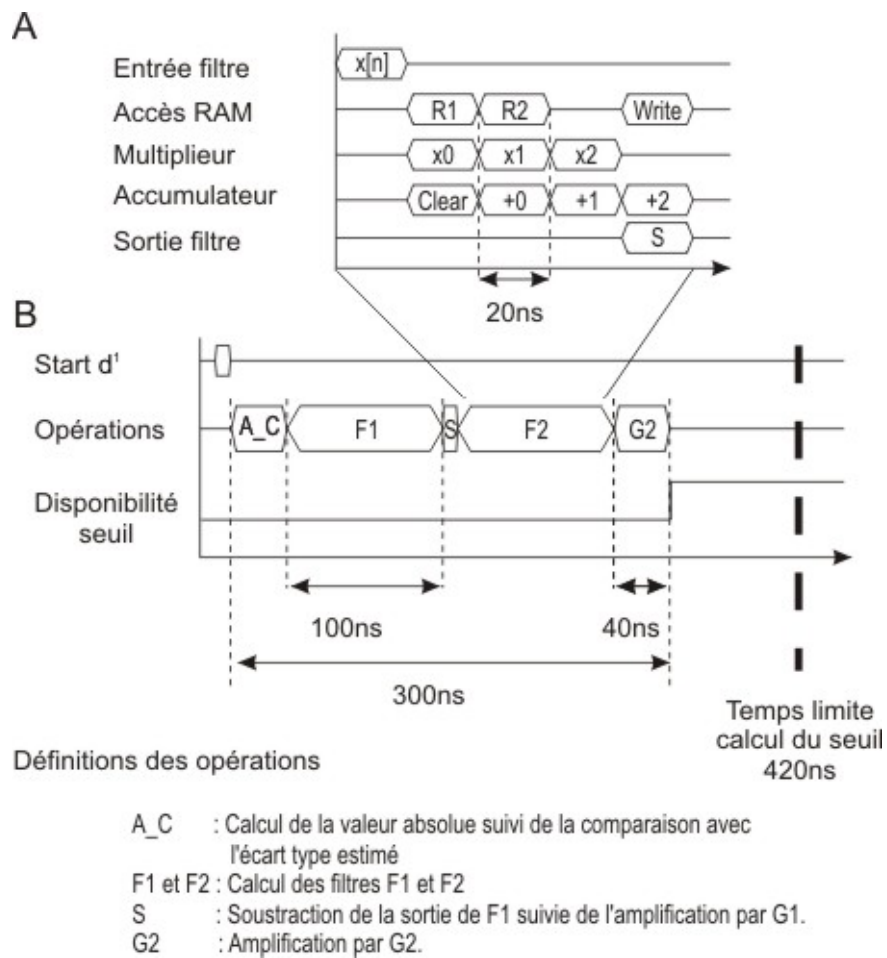 A
Entrée filtre x[n]
Accès RAM R1 R2 Write
Multiplieur x0 x1 x2
Accumulateur Clear +0 +1 +2
Sortie filtre S
20ns
B
Start d¹
Opérations A_C F1 S F2 G2
Disponibilité
seuil
100ns 40ns
300ns
Temps limite
calcul du seuil
420ns
Définitions des opérations
A_C : Calcul de la valeur absolue suivi de la comparaison avec
l'écart type estimé
F1 et F2 : Calcul des filtres F1 et F2
S : Soustraction de la sortie de F1 suivie de l'amplification par G1.
G2 : Amplification par G2.